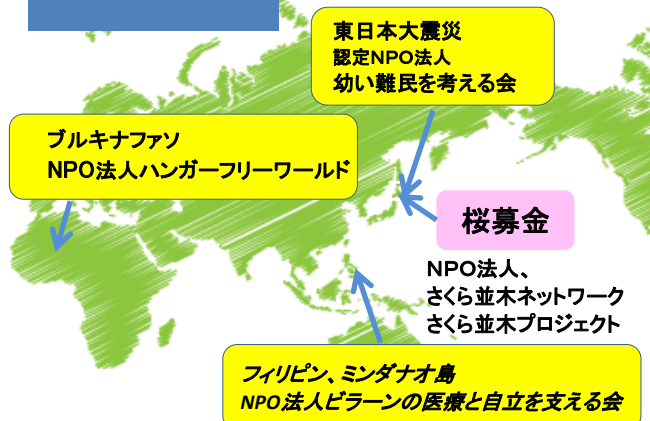 東日本大震災
認定NPO法人
幼い難民を考える会
ブルキナファソ
NPO法人ハンガーフリーワールド
桜募金
NPO法人、
さくら並木ネットワーク
さくら並木プロジェクト
フィリピン、ミンダナオ島
NPO法人ビラーンの医療と自立を支える会